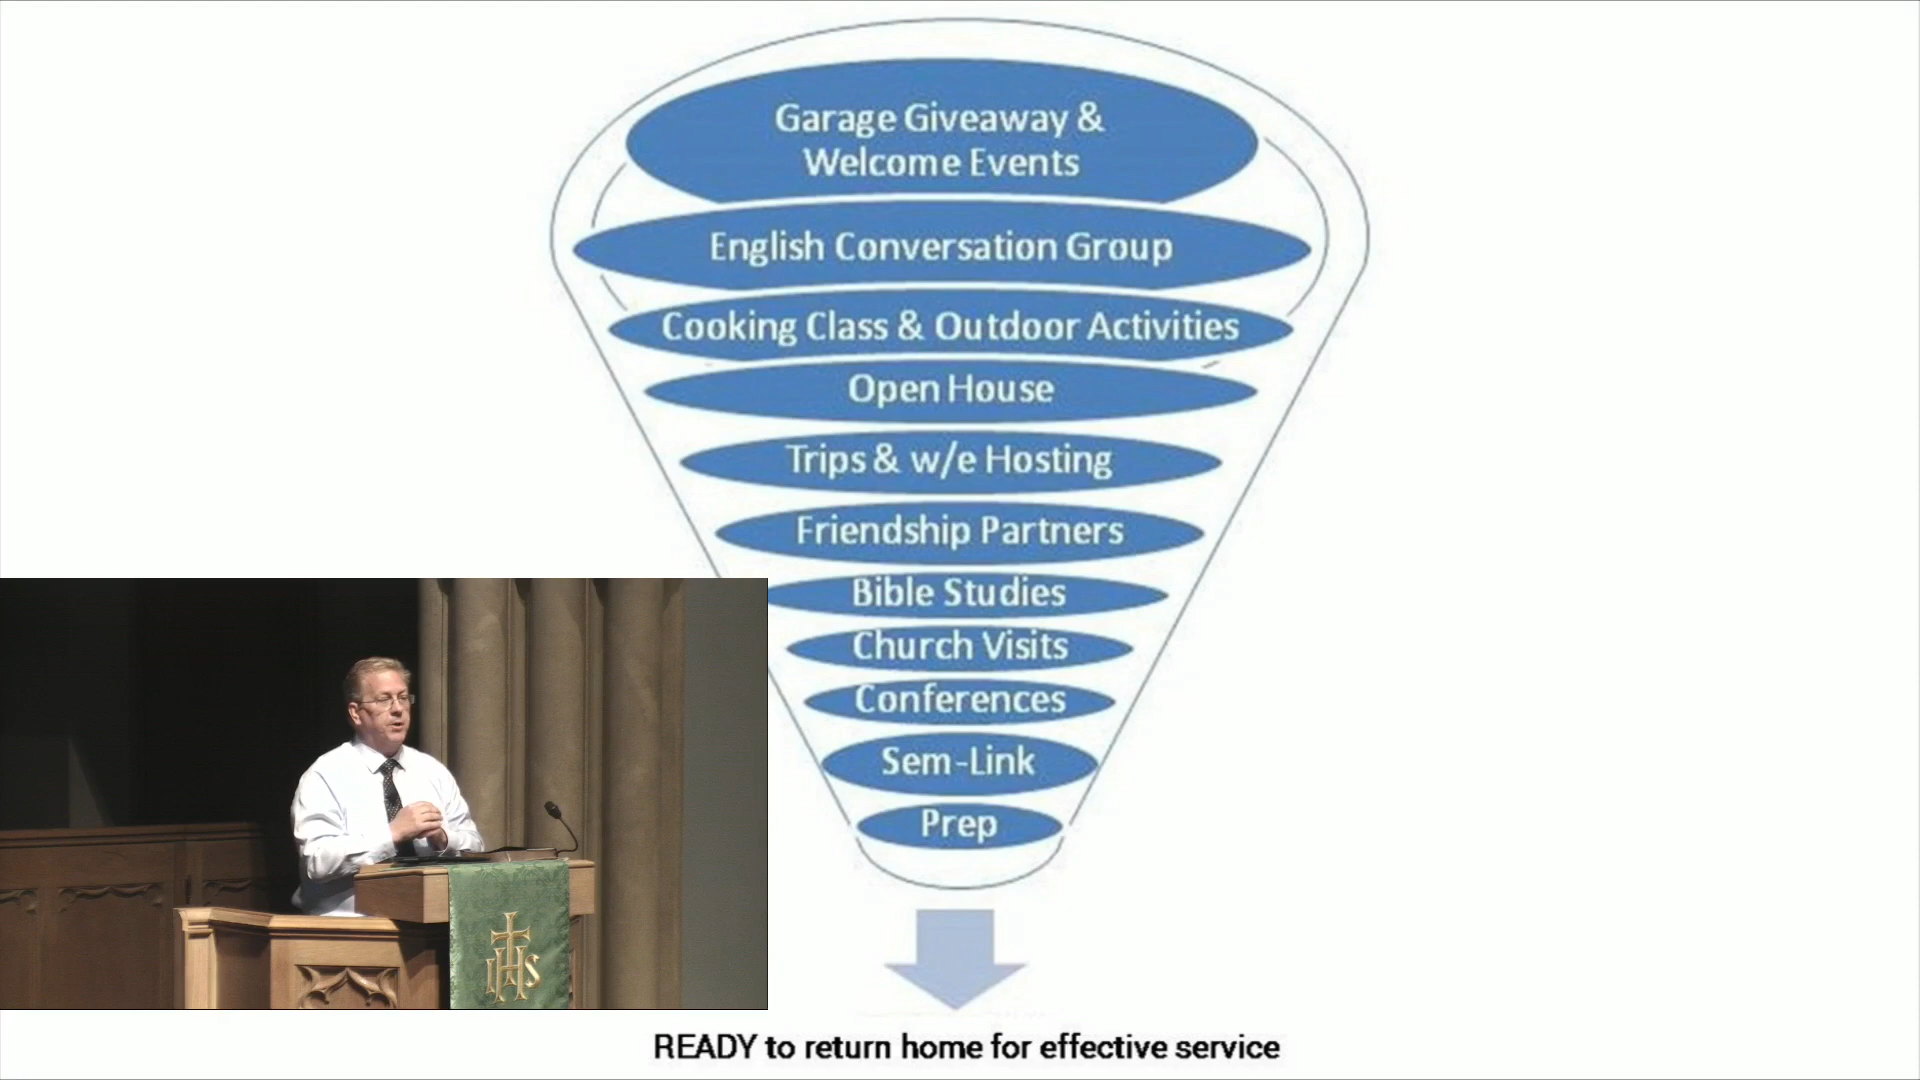 Garage Giveaway &
Welcome Events
English Conversation Group
Cooking Class & Outdoor Activities
Open House
Trips & w/e Hosting
Friendship Partners
Bible Studies
Church Visits
Conferences
Sem-Link
Prep
IHS
READY to return home for effective service